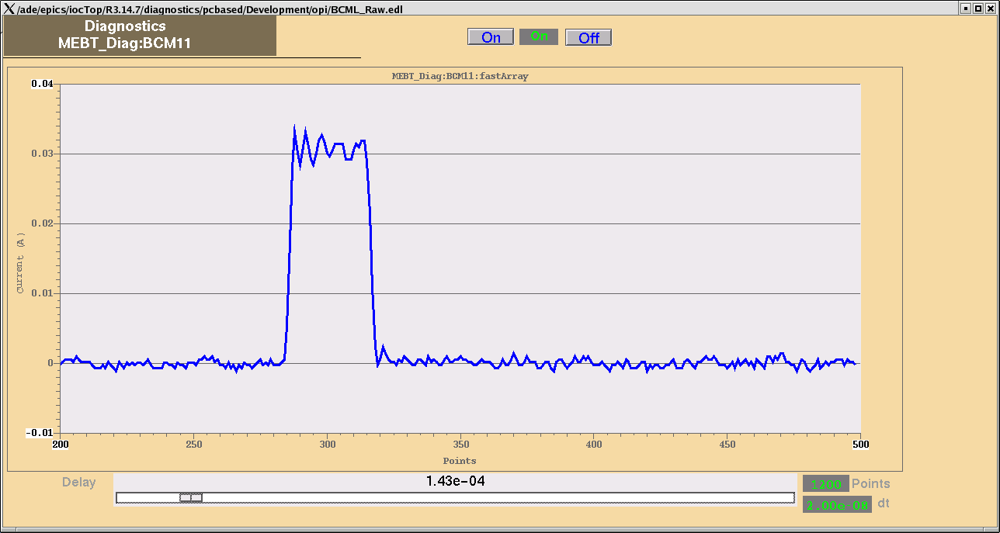 /ade/epics/iocTop/R3.14.7/diagnostics/pcbased/Development/opi/BCML_Raw.edl
Diagnostics
MEBT_Diag:BCM11
On On Off
MEBT_Diag:BCM11:fastArray
0.04
0.03
0.02
0.01
0
-0.01
Current (A)
200 250 300 350 400 450 500
Points
Delay 1.43e-04 1200 Points
2.00e-08 dt